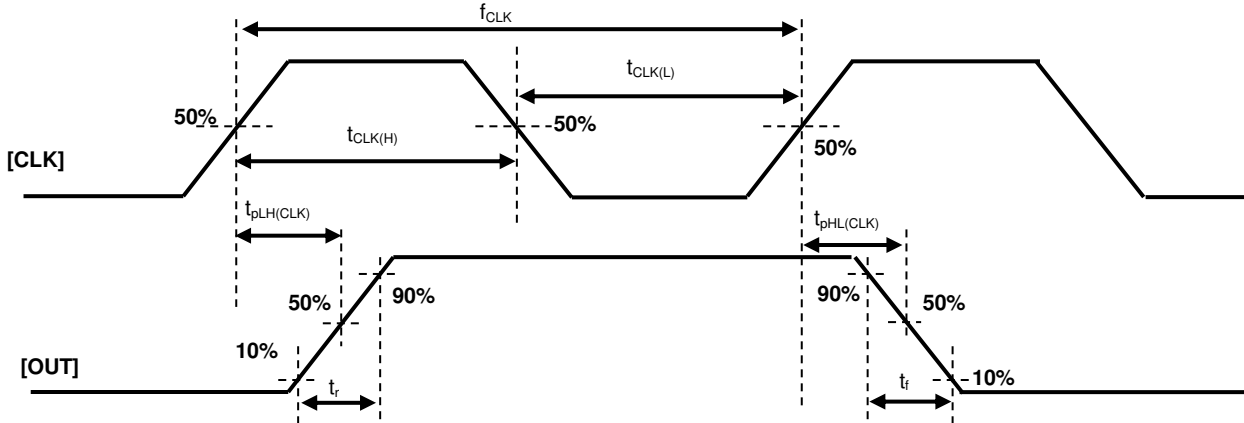 fCLK
tCLK(L)
50%
50%
tCLK(H)
50%
[CLK]
tpLH(CLK)
tpHL(CLK)
50%
90%
90%
50%
10%
[OUT]
tr
tf
10%